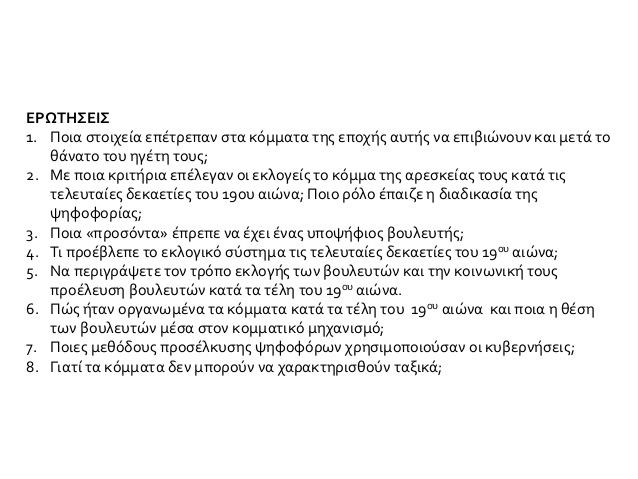 ΕΡΩΤΗΣΕΙΣ
1. Ποια στοιχεία επέτρεπαν στα κόμματα της εποχής αυτής να επιβιώνουν και μετά το
θάνατο του ηγέτη τους;
2. Με ποια κριτήρια επέλεγαν οι εκλογείς το κόμμα της αρεσκείας τους κατά τις
τελευταίες δεκαετίες του 19ου αιώνα; Ποιο ρόλο έπαιζε η διαδικασία της
ψηφοφορίας;
3. Ποια «προσόντα» έπρεπε να έχει ένας υποψήφιος βουλευτής;
4. Τι προέβλεπε το εκλογικό σύστημα τις τελευταίες δεκαετίες του 19ου αιώνα;
5. Να περιγράψετε τον τρόπο εκλογής των βουλευτών και την κοινωνική τους
προέλευση βουλευτών κατά τα τέλη του 19ου αιώνα.
6. Πώς ήταν οργανωμένα τα κόμματα κατά τα τέλη του 19ου αιώνα και ποια η θέση
των βουλευτών μέσα στον κομματικό μηχανισμό;
7. Ποιες μεθόδους προσέλκυσης ψηφοφόρων χρησιμοποιούσαν οι κυβερνήσεις;
8. Γιατί τα κόμματα δεν μπορούν να χαρακτηρισθούν ταξικά;